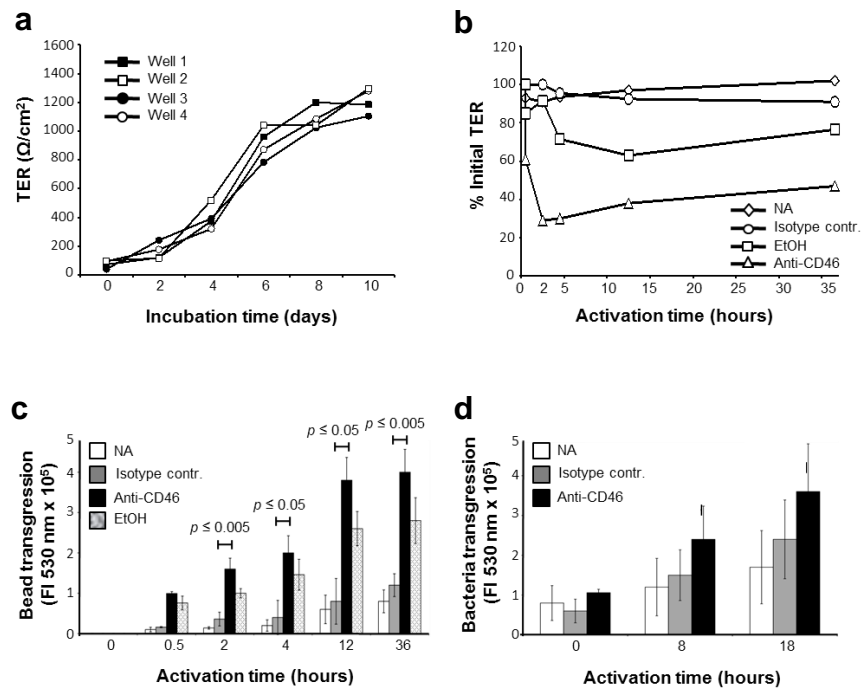 a
1600
1400
1200
1000
800
600
400
200
0
TER (Ω/cm²)
Well 1
Well 2
Well 3
Well 4
0 2 4 6 8 10
Incubation time (days)
b
120
100
80
60
40
20
0
% Initial TER
NA
Isotype contr.
EtOH
Anti-CD46
0 2 5 10 15 20 25 30 35
Activation time (hours)
c
5
4
3
2
1
0
Bead transgression
(FI 530 nm x 10⁵)
NA
Isotype contr.
Anti-CD46
EtOH
p ≤ 0.005
p ≤ 0.05
p ≤ 0.05
p ≤ 0.005
0 0.5 2 4 12 36
Activation time (hours)
d
5
4
3
2
1
0
Bacteria transgression
(FI 530 nm x 10⁵)
NA
Isotype contr.
Anti-CD46
0 8 18
Activation time (hours)